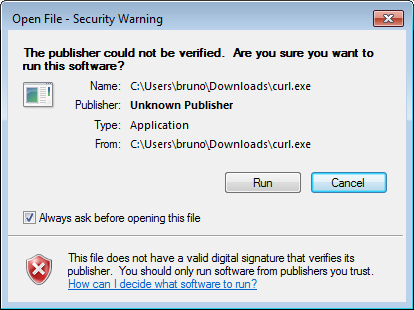 Open File - Security Warning
The publisher could not be verified.  Are you sure you want to
run this software?
Name: C:\Users\bruno\Downloads\curl.exe
Publisher: Unknown Publisher
Type: Application
From: C:\Users\bruno\Downloads\curl.exe
Run Cancel
Always ask before opening this file
This file does not have a valid digital signature that verifies its
publisher.  You should only run software from publishers you trust.
How can I decide what software to run?